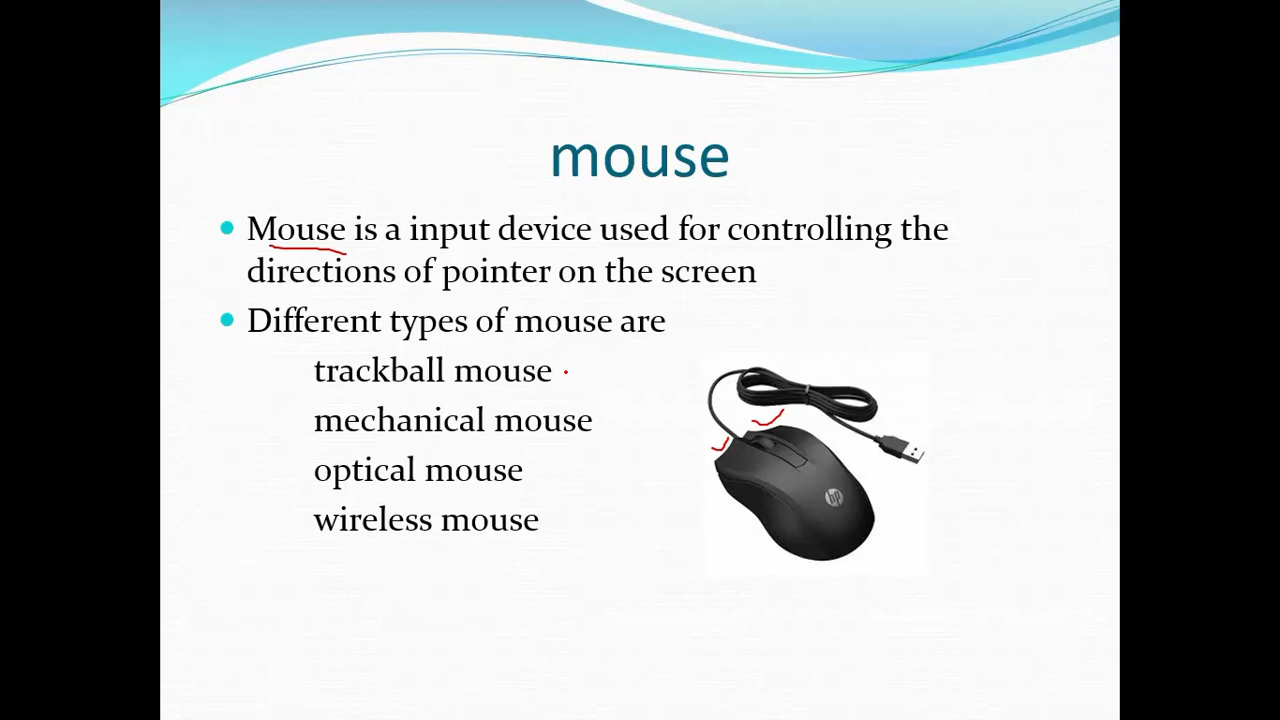 mouse
Mouse is a input device used for controlling the
directions of pointer on the screen
Different types of mouse are
trackball mouse
mechanical mouse
optical mouse
wireless mouse
hp